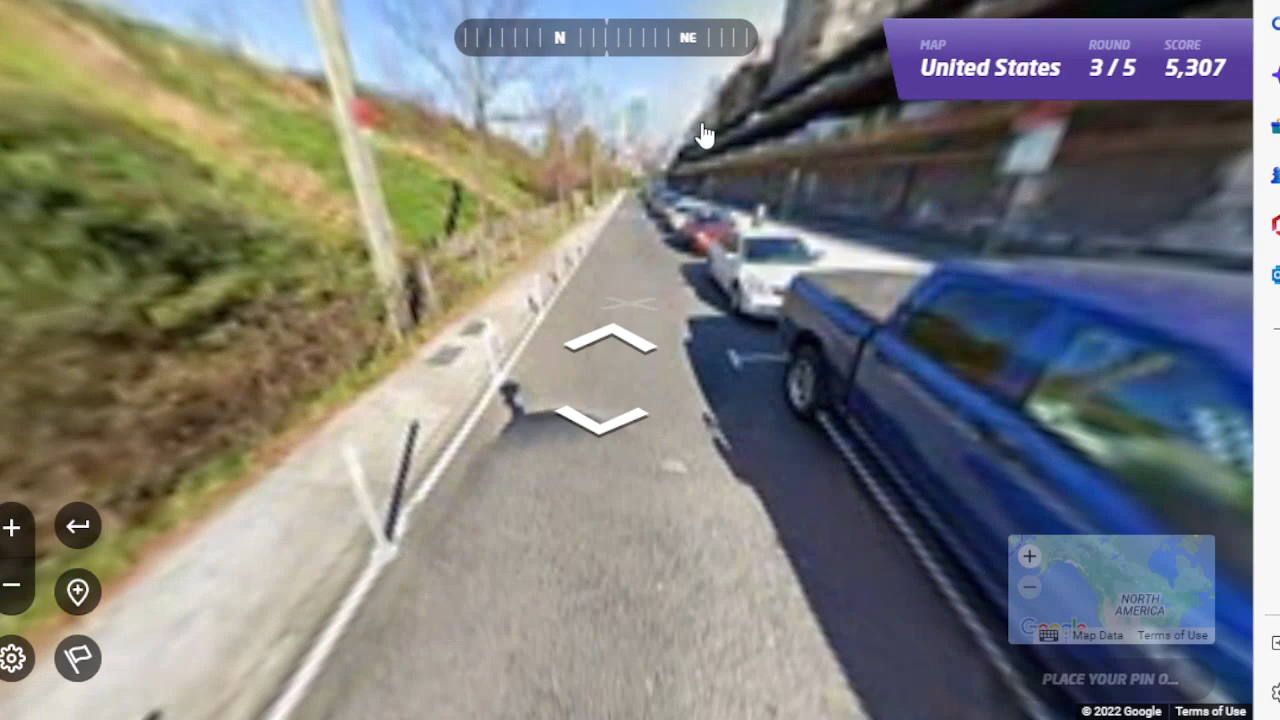 N NE
MAP ROUND SCORE
United States 3 / 5 5,307
NORTH
AMERICA
Google
Map Data Terms of Use
PLACE YOUR PIN O...
© 2022 Google Terms of Use